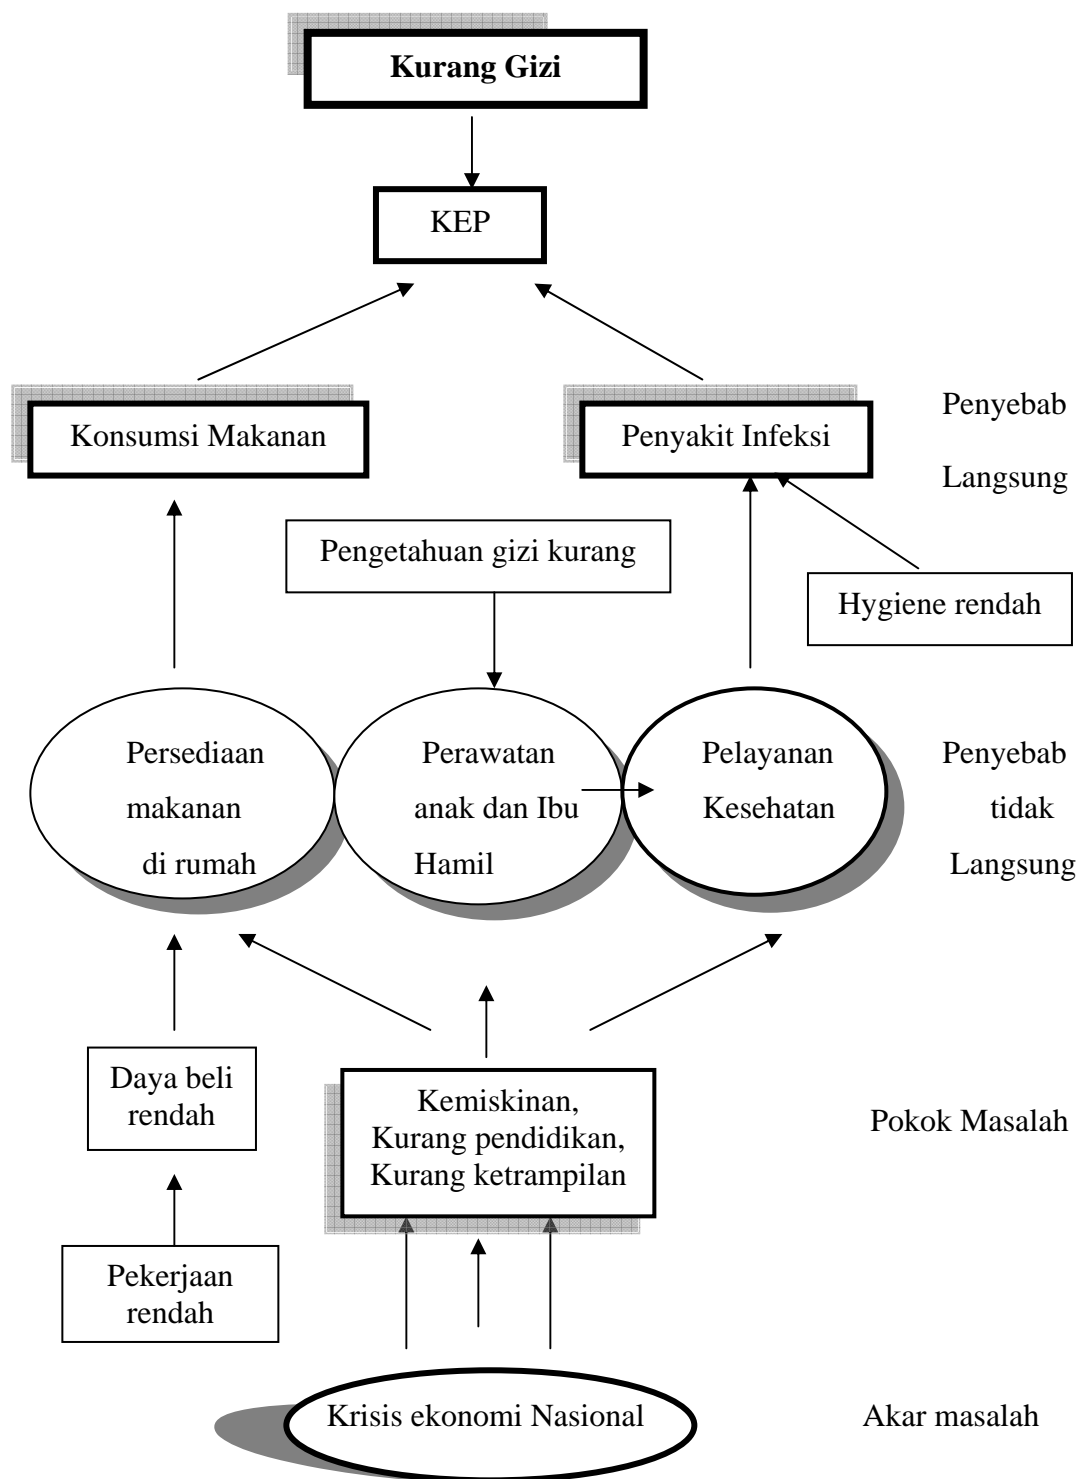 Kurang Gizi
KEP
Konsumsi Makanan
Penyakit Infeksi
Penyebab
Langsung
Pengetahuan gizi kurang
Hygiene rendah
Persediaan
makanan
di rumah
Perawatan
anak dan Ibu
Hamil
Pelayanan
Kesehatan
Penyebab
tidak
Langsung
Daya beli
rendah
Kemiskinan,
Kurang pendidikan,
Kurang ketrampilan
Pokok Masalah
Pekerjaan
rendah
Krisis ekonomi Nasional
Akar masalah